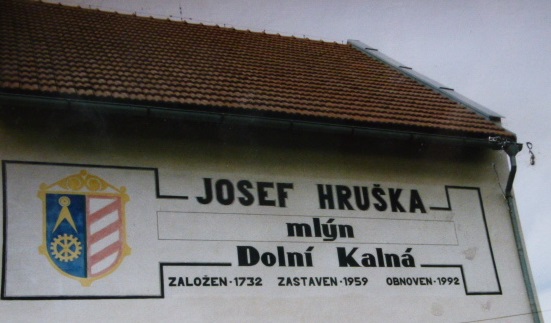 JOSEF HRUŠKA
mlýn
Dolní Kalná
ZALOŽEN·1732 ZASTAVEN·1959 OBNOVEN·1992